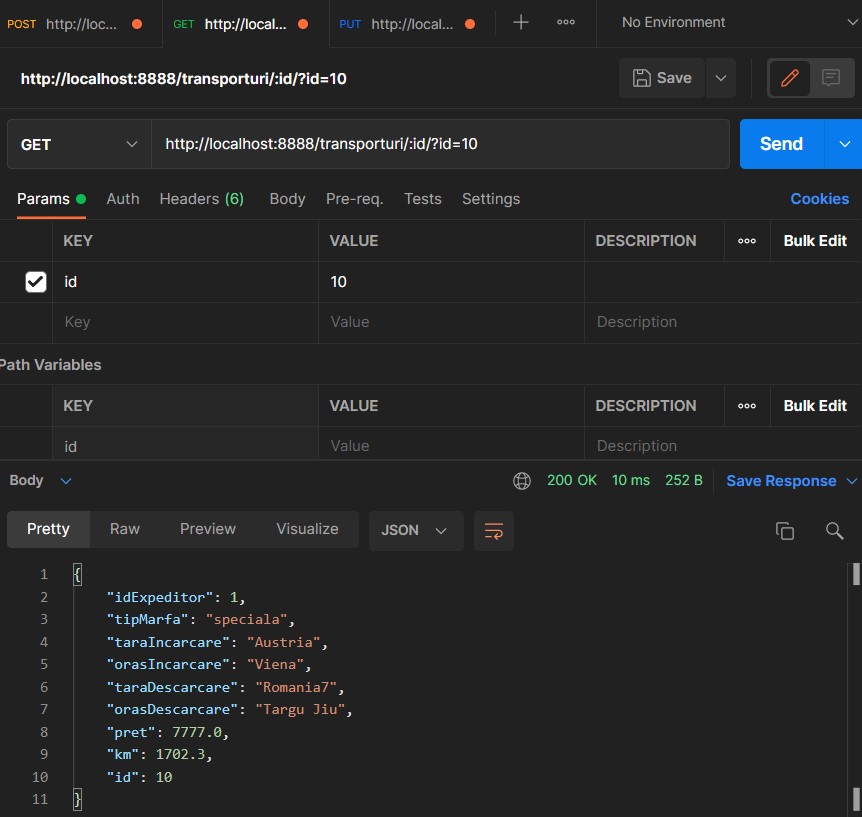 POST http://loc... GET http://local... PUT http://local... + ooo No Environment
http://localhost:8888/transporturi/:id/?id=10 Save
GET http://localhost:8888/transporturi/:id/?id=10 Send
Params Auth Headers (6) Body Pre-req. Tests Settings Cookies
KEY VALUE DESCRIPTION ooo Bulk Edit
id 10
Key Value Description
Path Variables
KEY VALUE DESCRIPTION ooo Bulk Edit
id Value Description
Body 200 OK 10 ms 252 B Save Response
Pretty Raw Preview Visualize JSON
1 {
2 "idExpeditor": 1,
3 "tipMarfa": "speciala",
4 "taraIncarcare": "Austria",
5 "orasIncarcare": "Viena",
6 "taraDescarcare": "Romania7",
7 "orasDescarcare": "Targu Jiu",
8 "pret": 7777.0,
9 "km": 1702.3,
10 "id": 10
11 }